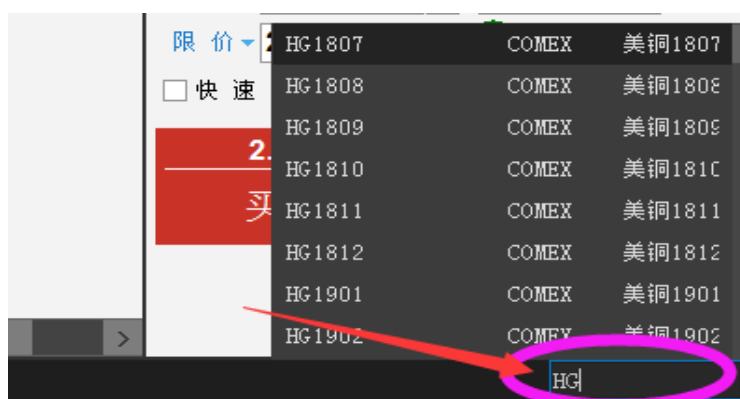 限 价
HG1807 COMEX 美铜1807
快 速
HG1808 COMEX 美铜1808
HG1809 COMEX 美铜1809
2.
HG1810 COMEX 美铜1810
买
HG1811 COMEX 美铜1811
HG1812 COMEX 美铜1812
HG1901 COMEX 美铜1901
HG1902 COMEX 美铜1902
HG